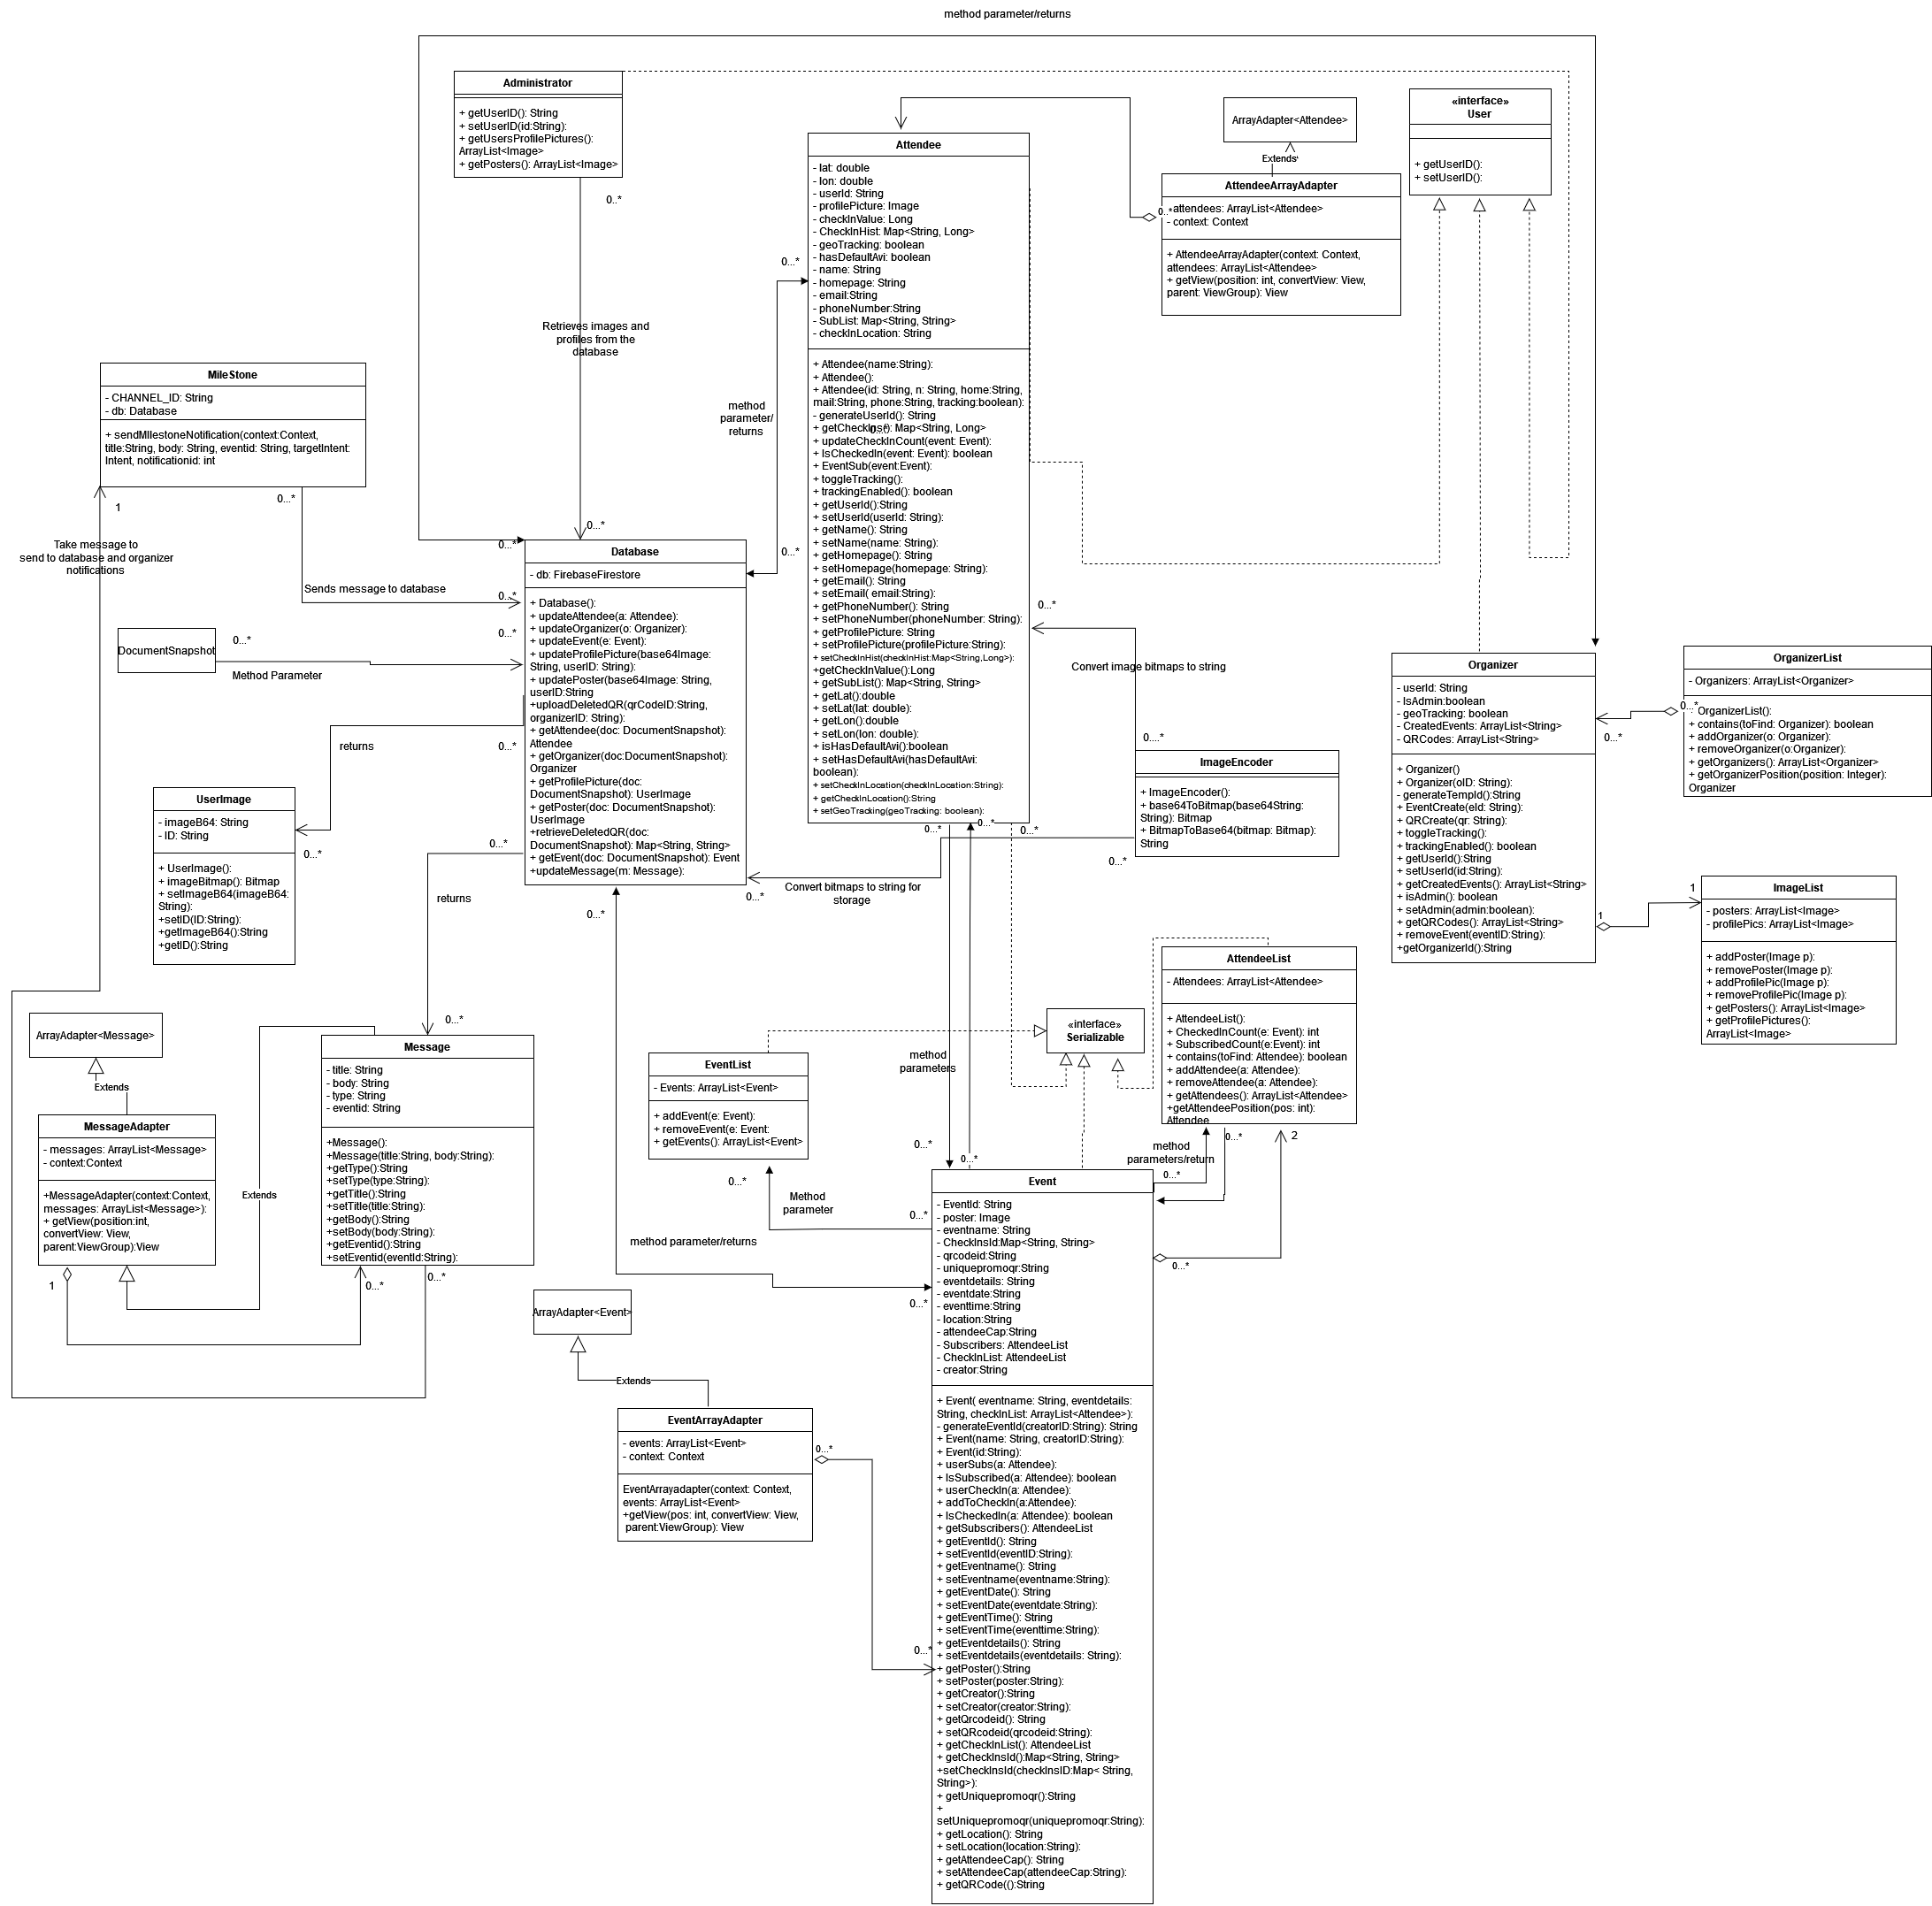 method parameter/returns
Administrator
+ getUserID(): String
+ setUserID(id:String):
+ getUsersProfilePictures():
ArrayList<Image>
+ getPosters(): ArrayList<Image>
0..*
Retrieves images and
profiles from the
database
0...*
Attendee
- lat: double
- lon: double
- userId: String
- profilePicture: Image
- checkInValue: Long
- CheckInHist: Map<String, Long>
- geoTracking: boolean
- hasDefaultAvi: boolean
- name: String
- homepage: String
- email:String
- phoneNumber:String
- SubList: Map<String, String>
- checkInLocation: String
+ Attendee(name:String):
+ Attendee():
+ Attendee(id: String, n: String, home:String,
mail:String, phone:String, tracking:boolean):
- generateUserId(): String
+ getCheckIns(): Map<String, Long>
0...*
+ updateCheckInCount(event: Event):
+ IsCheckedIn(event: Event): boolean
+ EventSub(event:Event):
+ toggleTracking():
+ trackingEnabled(): boolean
+ getUserId():String
+ setUserId(userId: String):
+ getName(): String
+ setName(name: String):
+ getHomepage(): String
+ setHomepage(homepage: String):
+ getEmail(): String
+ setEmail( email:String):
+ getPhoneNumber(): String
+ setPhoneNumber(phoneNumber: String):
+ getProfilePicture: String
+ setProfilePicture(profilePicture:String):
+ setCheckInHist(checkInHist:Map<String,Long>):
+getCheckInValue():Long
+ getSubList(): Map<String, String>
+ getLat():double
+ setLat(lat: double):
+ getLon():double
+ setLon(lon: double):
+ isHasDefaultAvi():boolean
+ setHasDefaultAvi(hasDefaultAvi:
boolean):
+ setCheckInLocation(checkInLocation:String):
+ getCheckInLocation():String
+ setGeoTracking(geoTracking: boolean):
0...*
method
parameter/
returns
0...*
ArrayAdapter<Attendee>
Extends
AttendeeArrayAdapter
0..*
- attendees: ArrayList<Attendee>
- context: Context
+ AttendeeArrayAdapter(context: Context,
attendees: ArrayList<Attendee>
+ getView(position: int, convertView: View,
parent: ViewGroup): View
«interface»
User
+ getUserID():
+ setUserID():
MileStone
- CHANNEL_ID: String
- db: Database
+ sendMIlestoneNotification(context:Context,
title:String, body: String, eventid: String, targetIntent:
Intent, notificationid: int
1
0...*
Take message to
send to database and organizer
notifications
Sends message to database
0...*
0...*
Database
- db: FirebaseFirestore
+ Database():
+ updateAttendee(a: Attendee):
+ updateOrganizer(o: Organizer):
+ updateEvent(e: Event):
+ updateProfilePicture(base64Image:
String, userID: String):
+ updatePoster(base64Image: String,
userID:String
+uploadDeletedQR(qrCodeID:String,
organizerID: String):
+ getAttendee(doc: DocumentSnapshot):
Attendee
+ getOrganizer(doc:DocumentSnapshot):
Organizer
+ getProfilePicture(doc:
DocumentSnapshot): UserImage
+ getPoster(doc: DocumentSnapshot):
UserImage
+retrieveDeletedQR(doc:
DocumentSnapshot): Map<String, String>
+ getEvent(doc: DocumentSnapshot): Event
+updateMessage(m: Message):
DocumentSnapshot
0...*
0...*
Method Parameter
returns
0...*
UserImage
- imageB64: String
- ID: String
+ UserImage():
+ imageBitmap(): Bitmap
+ setImageB64(imageB64:
String):
+setID(ID:String):
+getImageB64():String
+getID():String
0...*
0...*
returns
0...*
0...*
Convert image bitmaps to string
0....*
ImageEncoder
+ ImageEncoder():
+ base64ToBitmap(base64String:
String): Bitmap
+ BitmapToBase64(bitmap: Bitmap):
String
0...*
0...*
0...*
0...*
0...*
Convert bitmaps to string for
storage
0...*
Organizer
- userId: String
- IsAdmin:boolean
- geoTracking: boolean
- CreatedEvents: ArrayList<String>
- QRCodes: ArrayList<String>
+ Organizer()
+ Organizer(oID: String):
- generateTempId():String
+ EventCreate(eId: String):
+ QRCreate(qr: String):
+ toggleTracking():
+ trackingEnabled(): boolean
+ getUserId():String
+ setUserId(id:String):
+ getCreatedEvents(): ArrayList<String>
+ isAdmin(): boolean
+ setAdmin(admin:boolean):
+ getQRCodes(): ArrayList<String>
+ removeEvent(eventID:String):
+getOrganizerId():String
OrganizerList
- Organizers: ArrayList<Organizer>
0...*
+ OrganizerList():
+ contains(toFind: Organizer): boolean
+ addOrganizer(o: Organizer):
+ removeOrganizer(o:Organizer):
+ getOrganizers(): ArrayList<Organizer>
+ getOrganizerPosition(position: Integer):
Organizer
0...*
1
1
ImageList
- posters: ArrayList<Image>
- profilePics: ArrayList<Image>
+ addPoster(Image p):
+ removePoster(Image p):
+ addProfilePic(Image p):
+ removeProfilePic(Image p):
+ getPosters(): ArrayList<Image>
+ getProfilePictures():
ArrayList<Image>
ArrayAdapter<Message>
Extends
MessageAdapter
- messages: ArrayList<Message>
- context:Context
+MessageAdapter(context:Context,
messages: ArrayList<Message>):
+ getView(position:int,
convertView: View,
parent:ViewGroup):View
1
Extends
Message
- title: String
- body: String
- type: String
- eventid: String
+Message():
+Message(title:String, body:String):
+getType():String
+setType(type:String):
+getTitle():String
+setTitle(title:String):
+getBody():String
+setBody(body:String):
+getEventid():String
+setEventid(eventId:String):
0...*
0...*
EventList
- Events: ArrayList<Event>
+ addEvent(e: Event):
+ removeEvent(e: Event:
+ getEvents(): ArrayList<Event>
0...*
Method
parameter
0...*
method parameter/returns
0...*
«interface»
Serializable
method
parameters
0...*
0...*
AttendeeList
- Attendees: ArrayList<Attendee>
+ AttendeeList():
+ CheckedInCount(e: Event): int
+ SubscribedCount(e:Event): int
+ contains(toFind: Attendee): boolean
+ addAttendee(a: Attendee):
+ removeAttendee(a: Attendee):
+ getAttendees(): ArrayList<Attendee>
+getAttendeePosition(pos: int):
Attendee
0...*
2
method
parameters/return
0...*
0...*
Event
- EventId: String
- poster: Image
- eventname: String
- CheckInsId:Map<String, String>
- qrcodeid:String
- uniquepromoqr:String
- eventdetails: String
- eventdate:String
- eventtime:String
- location:String
- attendeeCap:String
- Subscribers: AttendeeList
- CheckInList: AttendeeList
- creator:String
+ Event( eventname: String, eventdetails:
String, checkInList: ArrayList<Attendee>):
- generateEventId(creatorID:String): String
+ Event(name: String, creatorID:String):
+ Event(id:String):
+ userSubs(a: Attendee):
+ IsSubscribed(a: Attendee): boolean
+ userCheckIn(a: Attendee):
+ addToCheckIn(a:Attendee):
+ IsCheckedIn(a: Attendee): boolean
+ getSubscribers(): AttendeeList
+ getEventId(): String
+ setEventId(eventID:String):
+ getEventname(): String
+ setEventname(eventname:String):
+ getEventDate(): String
+ setEventDate(eventdate:String):
+ getEventTime(): String
+ setEventTime(eventtime:String):
+ getEventdetails(): String
+ setEventdetails(eventdetails: String):
+ getPoster():String
+ setPoster(poster:String):
+ getCreator():String
+ setCreator(creator:String):
+ getQrcodeid(): String
+ setQRcodeid(qrcodeid:String):
+ getCheckInList(): AttendeeList
+ getCheckInsId():Map<String, String>
+setCheckInsId(checkInsID:Map< String,
String>):
+ getUniquepromoqr():String
+
setUniquepromoqr(uniquepromoqr:String):
+ getLocation(): String
+ setLocation(location:String):
+ getAttendeeCap(): String
+ setAttendeeCap(attendeeCap:String):
+ getQRCode(():String
ArrayAdapter<Event>
Extends
EventArrayAdapter
- events: ArrayList<Event>
- context: Context
EventArrayadapter(context: Context,
events: ArrayList<Event>
+getView(pos: int, convertView: View,
parent:ViewGroup): View
0...*
0...*